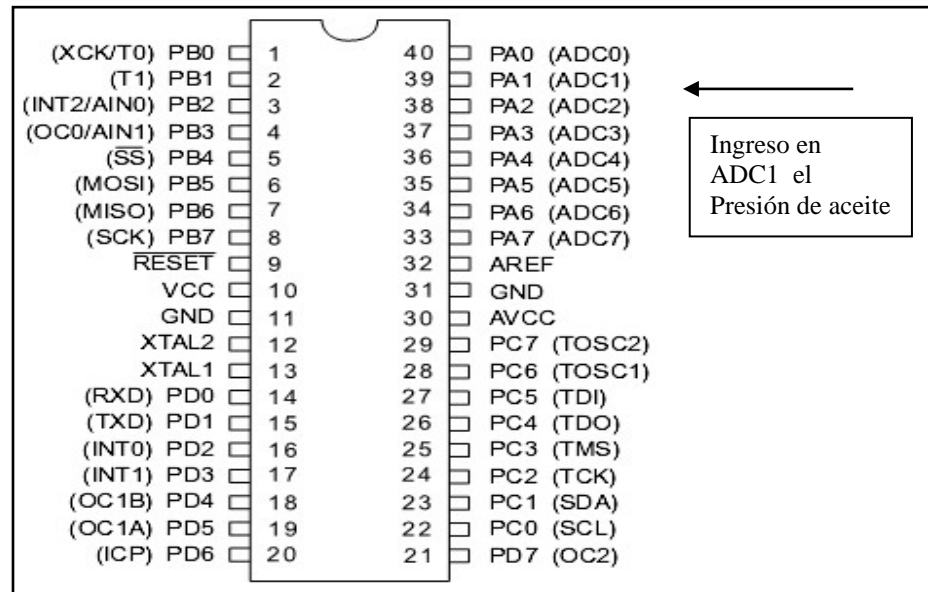 (XCK/T0) PB0 1 40 PA0 (ADC0)
(T1) PB1 2 39 PA1 (ADC1)
(INT2/AIN0) PB2 3 38 PA2 (ADC2)
(OC0/AIN1) PB3 4 37 PA3 (ADC3)
(SS) PB4 5 36 PA4 (ADC4)
(MOSI) PB5 6 35 PA5 (ADC5)
(MISO) PB6 7 34 PA6 (ADC6)
(SCK) PB7 8 33 PA7 (ADC7)
RESET 9 32 AREF
VCC 10 31 GND
GND 11 30 AVCC
XTAL2 12 29 PC7 (TOSC2)
XTAL1 13 28 PC6 (TOSC1)
(RXD) PD0 14 27 PC5 (TDI)
(TXD) PD1 15 26 PC4 (TDO)
(INT0) PD2 16 25 PC3 (TMS)
(INT1) PD3 17 24 PC2 (TCK)
(OC1B) PD4 18 23 PC1 (SDA)
(OC1A) PD5 19 22 PC0 (SCL)
(ICP) PD6 20 21 PD7 (OC2)
Ingreso en
ADC1 el
Presión de aceite